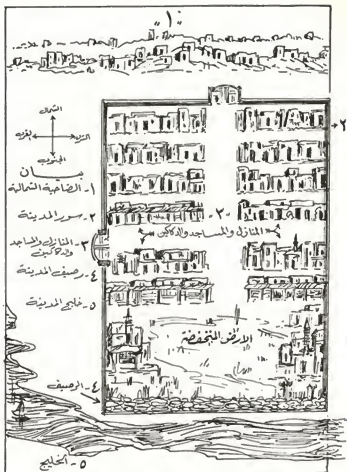 -١-
الشمال
الشرق
الغرب
الجنوب
بيان
١- الضاحية الشمالية
٢- سور المدينة
٣- المنازل والمساجد
والدكاكين
٤- رصيف المدينة
٥- خليج المدينة
٢
-٣-
المنازل والمساجد والدكاكين
الأرض المنخفضة
٤- الرصيف
٥- الخليج